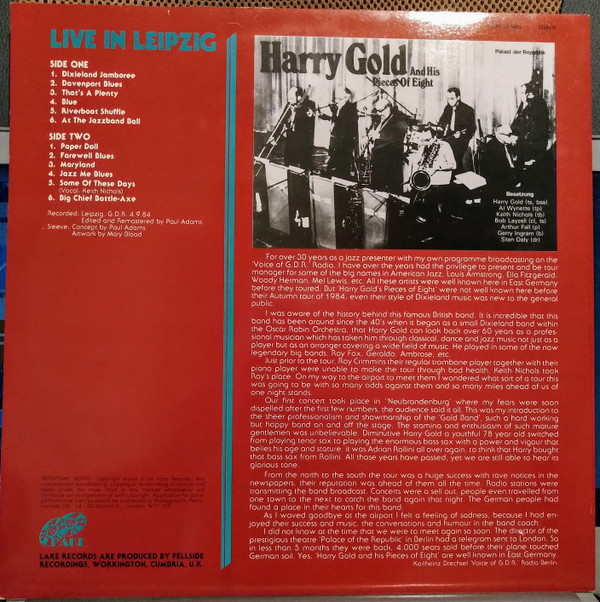 LIVE IN LEIPZIG
SIDE ONE
1. Dixieland Jamboree
2. Davenport Blues
3. That's A Plenty
4. Blue
5. Riverboat Shuffle
6. At The Jazzband Ball
SIDE TWO
1. Paper Doll
2. Farewell Blues
3. Maryland
4. Jazz Me Blues
5. Some Of These Days
(Vocal: Keith Nichols)
6. Big Chief Battle-Axe
Recorded: Leipzig, G.D.R. 4.9.84
Edited and Remastered by Paul Adams
Sleeve: Concept by Paul Adams
Artwork by Mary Blood
LAKE
LAKE RECORDS ARE PRODUCED BY FELLSIDE
RECORDINGS, WORKINGTON, CUMBRIA, U.K.
Palast der Republik
Harry Gold
And His
Pieces Of Eight
Besetzung
Harry Gold (ts, bas)
Al Wynette (tp)
Keith Nichols (tb)
Bob Layzell (cl, ts)
Arthur Fall (p)
Gerry Ingram (b)
Stan Daly (dr)
For over 30 years as a jazz presenter with my own programme broadcasting on the
'Voice of G.D.R.' Radio, I have over the years had the privilege to present and be tour
manager for some of the big names in American Jazz, Louis Armstrong, Ella Fitzgerald,
Woody Herman, Mel Lewis, etc. All these artists were well known here in East Germany
before they toured. But 'Harry Gold's Pieces of Eight' were not well known here before
their Autumn tour of 1984, even their style of Dixieland music was new to the general
public.
I was aware of the history behind this famous British band. It is incredible that this
band has been around since the 40's when it began as a small Dixieland band within
the Oscar Rabin Orchestra, that Harry Gold can look back over 60 years as a profes-
sional musician which has taken him through classical, dance and jazz music not just as a
player but as an arranger covering a wide field of music. He played in some of the now
legendary big bands, Roy Fox, Geraldo, Ambrose, etc.
Just prior to the tour, Roy Crimmins their regular trombone player together with their
piano player were unable to make the tour through bad health. Keith Nichols took
Roy's place. On my way to the airport to meet them I wondered what sort of a tour this
was going to be with so many odds against them and so many miles ahead of us of
one night stands.
Our first concert took place in "Neubrandenburg" where my fears were soon
dispelled after the first few numbers, the audience said it all. This was my introduction to
the sheer professionalism and showmanship of the 'Gold Band', such a hard working
but happy band on and off the stage. The stamina and enthusiasm of such mature
gentlemen was unbelievable. Diminutive Harry Gold a youthful 78 year old switched
from playing tenor sax to playing the enormous bass sax with a power and vigour that
belies his age and stature, it was Adrian Rollini all over again, to think that Harry bought
that bass sax from Rollini. All those years have passed, yet we are still able to hear its
glorious tone.
From the north to the south the tour was a huge success with rave notices in the
newspapers, their reputation was ahead of them all the time. Radio stations were
transmitting the band broadcast. Concerts were a sell out, people even travelled from
one town to the next to catch the band again that night. The German people had
found a place in their hearts for this band.
As I waved goodbye at the airport I felt a feeling of sadness, because I had en-
joyed their success and music, the conversations and humour in the band coach.
I did not know at the time that we were to meet again so soon. The director of the
prestigious theatre 'Palace of the Republic' in Berlin had a telegram sent to London. So
in less than 5 months they were back, 4,000 seats sold before their plane touched
German soil. Yes, 'Harry Gold and his Pieces of Eight' are well known in East Germany.
Karlheinz Drechsel 'Voice of G.D.R.' Radio Berlin